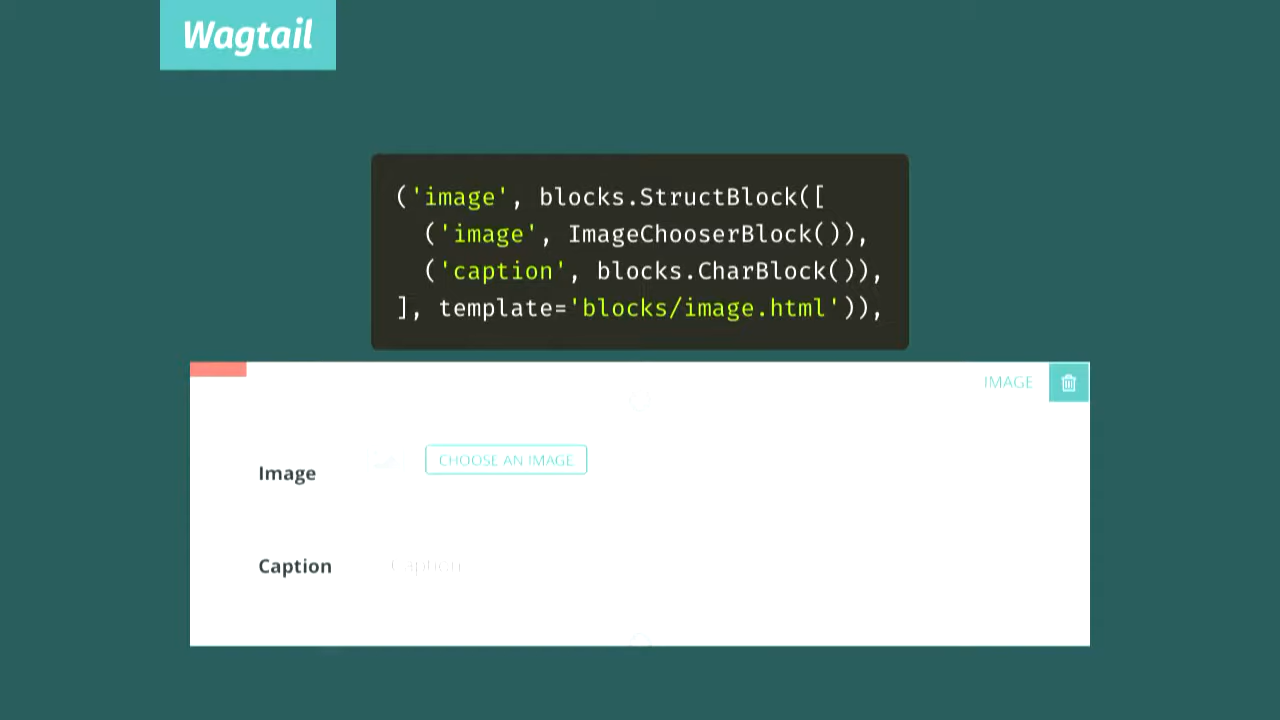 Wagtail
('image', blocks.StructBlock([
('image', ImageChooserBlock()),
('caption', blocks.CharBlock()),
], template='blocks/image.html')),
IMAGE
Image
CHOOSE AN IMAGE
Caption
Caption